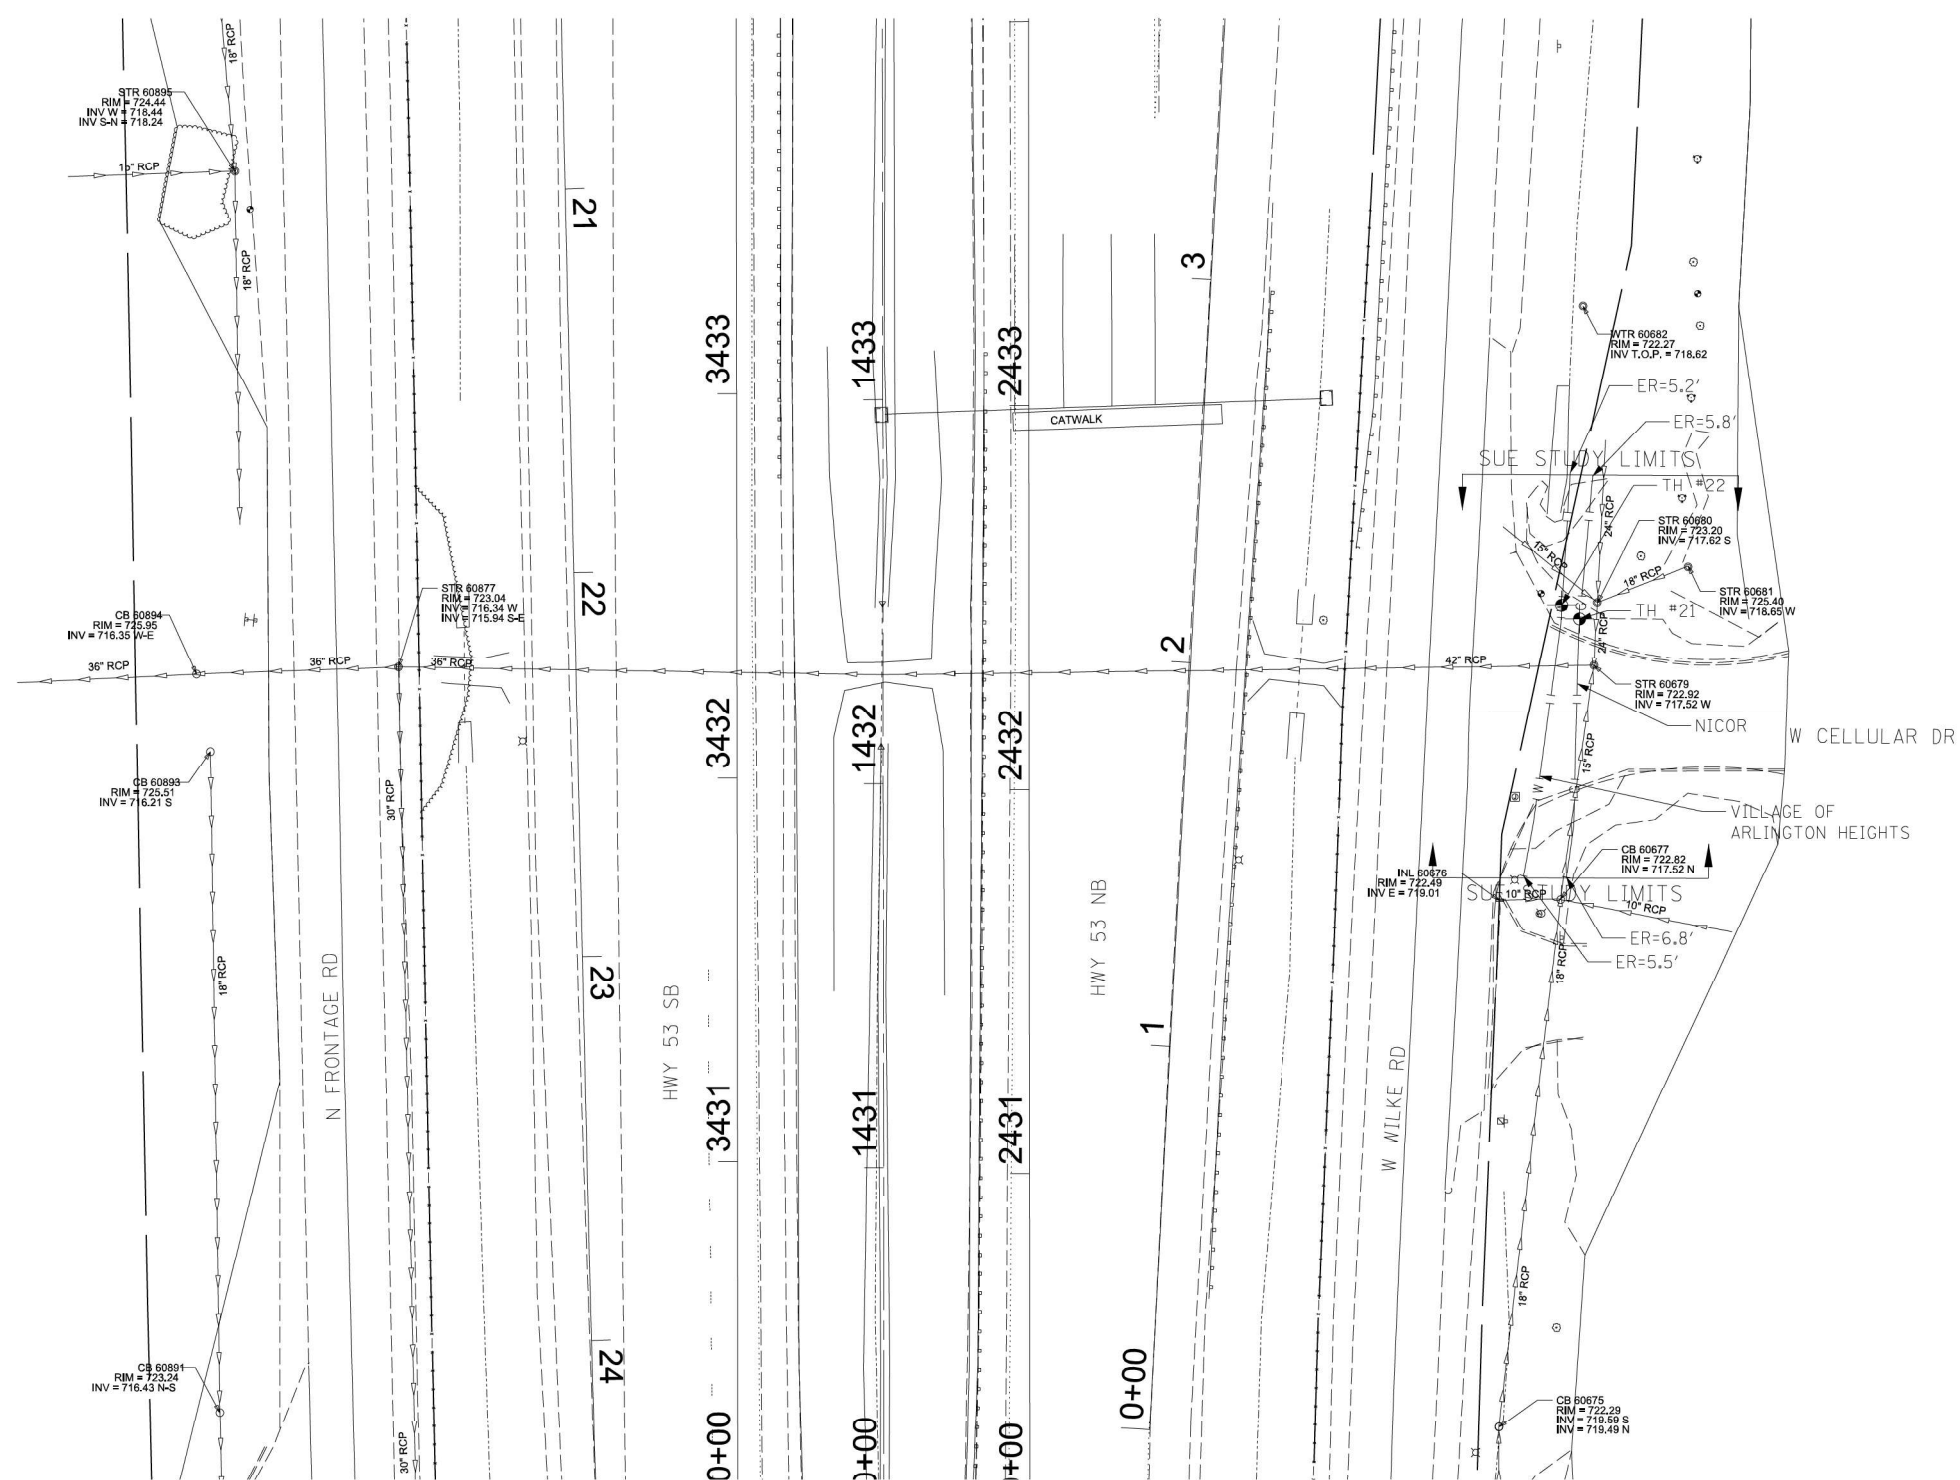 18" RCP
STR 60895
RIM = 724.44
INV W = 718.44
INV S-N = 718.24
RCP
18" RCP
21
3
3433
1433
2433
CATWALK
WTR 60682
RIM = 722.27
INV T.O.P. = 718.62
ER=5.2'
ER=5.8'
SUE STUDY LIMITS
TH #22
24" RCP
STR 60680
RIM = 723.20
INV = 717.62 S
15" RCP
18" RCP
STR 60681
RIM = 725.40
INV = 718.65 W
TH #21
24" RCP
22
STR 60877
RIM = 723.04
INV = 716.34 W
INV = 715.94 S-E
CB 60894
RIM = 725.95
INV = 716.35 W-E
36" RCP
36" RCP
36" RCP
2
42" RCP
STR 60679
RIM = 722.92
INV = 717.52 W
NICOR
W CELLULAR DR
3432
1432
2432
15" RCP
CB 60893
RIM = 725.51
INV = 716.21 S
30" RCP
W
VILLAGE OF
ARLINGTON HEIGHTS
CB 60677
RIM = 722.82
INV = 717.52 N
INL 60676
RIM = 722.49
INV E = 719.01
SUE STUDY LIMITS
10" RCP
10" RCP
ER=6.8'
ER=5.5'
18" RCP
18" RCP
23
N FRONTAGE RD
HWY 53 SB
HWY 53 NB
1
W WILKE RD
3431
1431
2431
18" RCP
24
CB 60891
RIM = 723.24
INV = 716.43 N-S
0+00
CB 60675
RIM = 722.29
INV = 719.59 S
INV = 719.49 N
30" RCP
0+00
0+00
+00